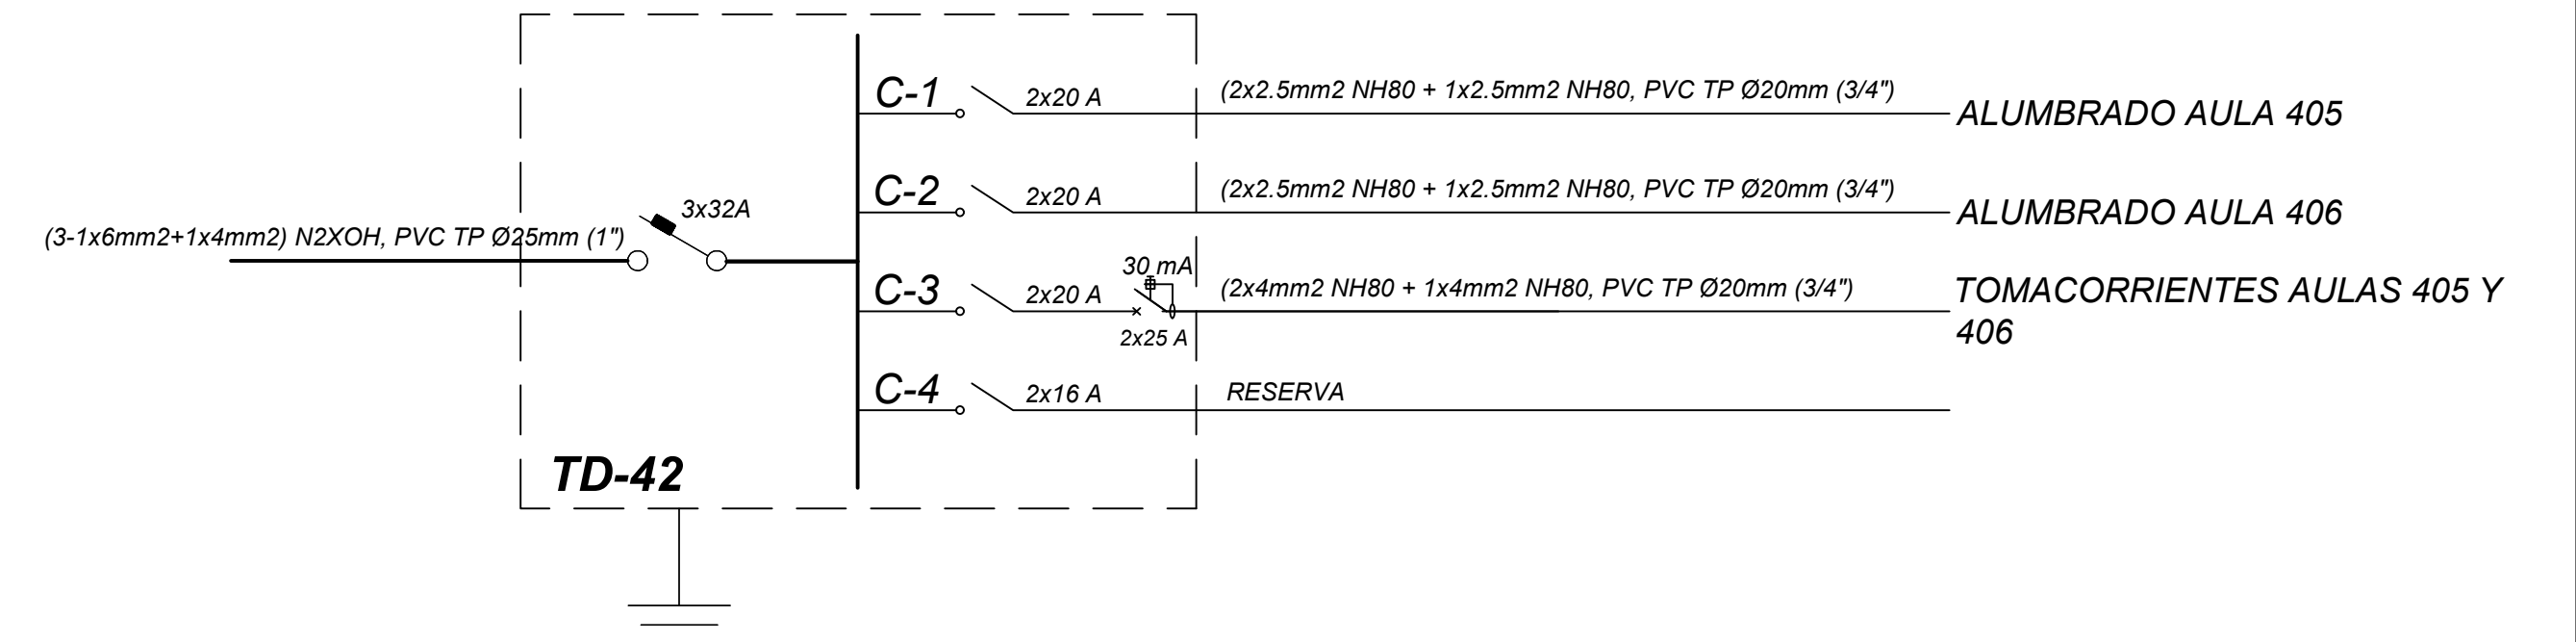 C-1
2x20 A
(2x2.5mm2 NH80 + 1x2.5mm2 NH80, PVC TP Ø20mm (3/4")
ALUMBRADO AULA 405
C-2
2x20 A
(2x2.5mm2 NH80 + 1x2.5mm2 NH80, PVC TP Ø20mm (3/4")
ALUMBRADO AULA 406
3x32A
(3-1x6mm2+1x4mm2) N2XOH, PVC TP Ø25mm (1")
C-3
2x20 A
30 mA
2x25 A
(2x4mm2 NH80 + 1x4mm2 NH80, PVC TP Ø20mm (3/4")
TOMACORRIENTES AULAS 405 Y
406
C-4
2x16 A
RESERVA
TD-42